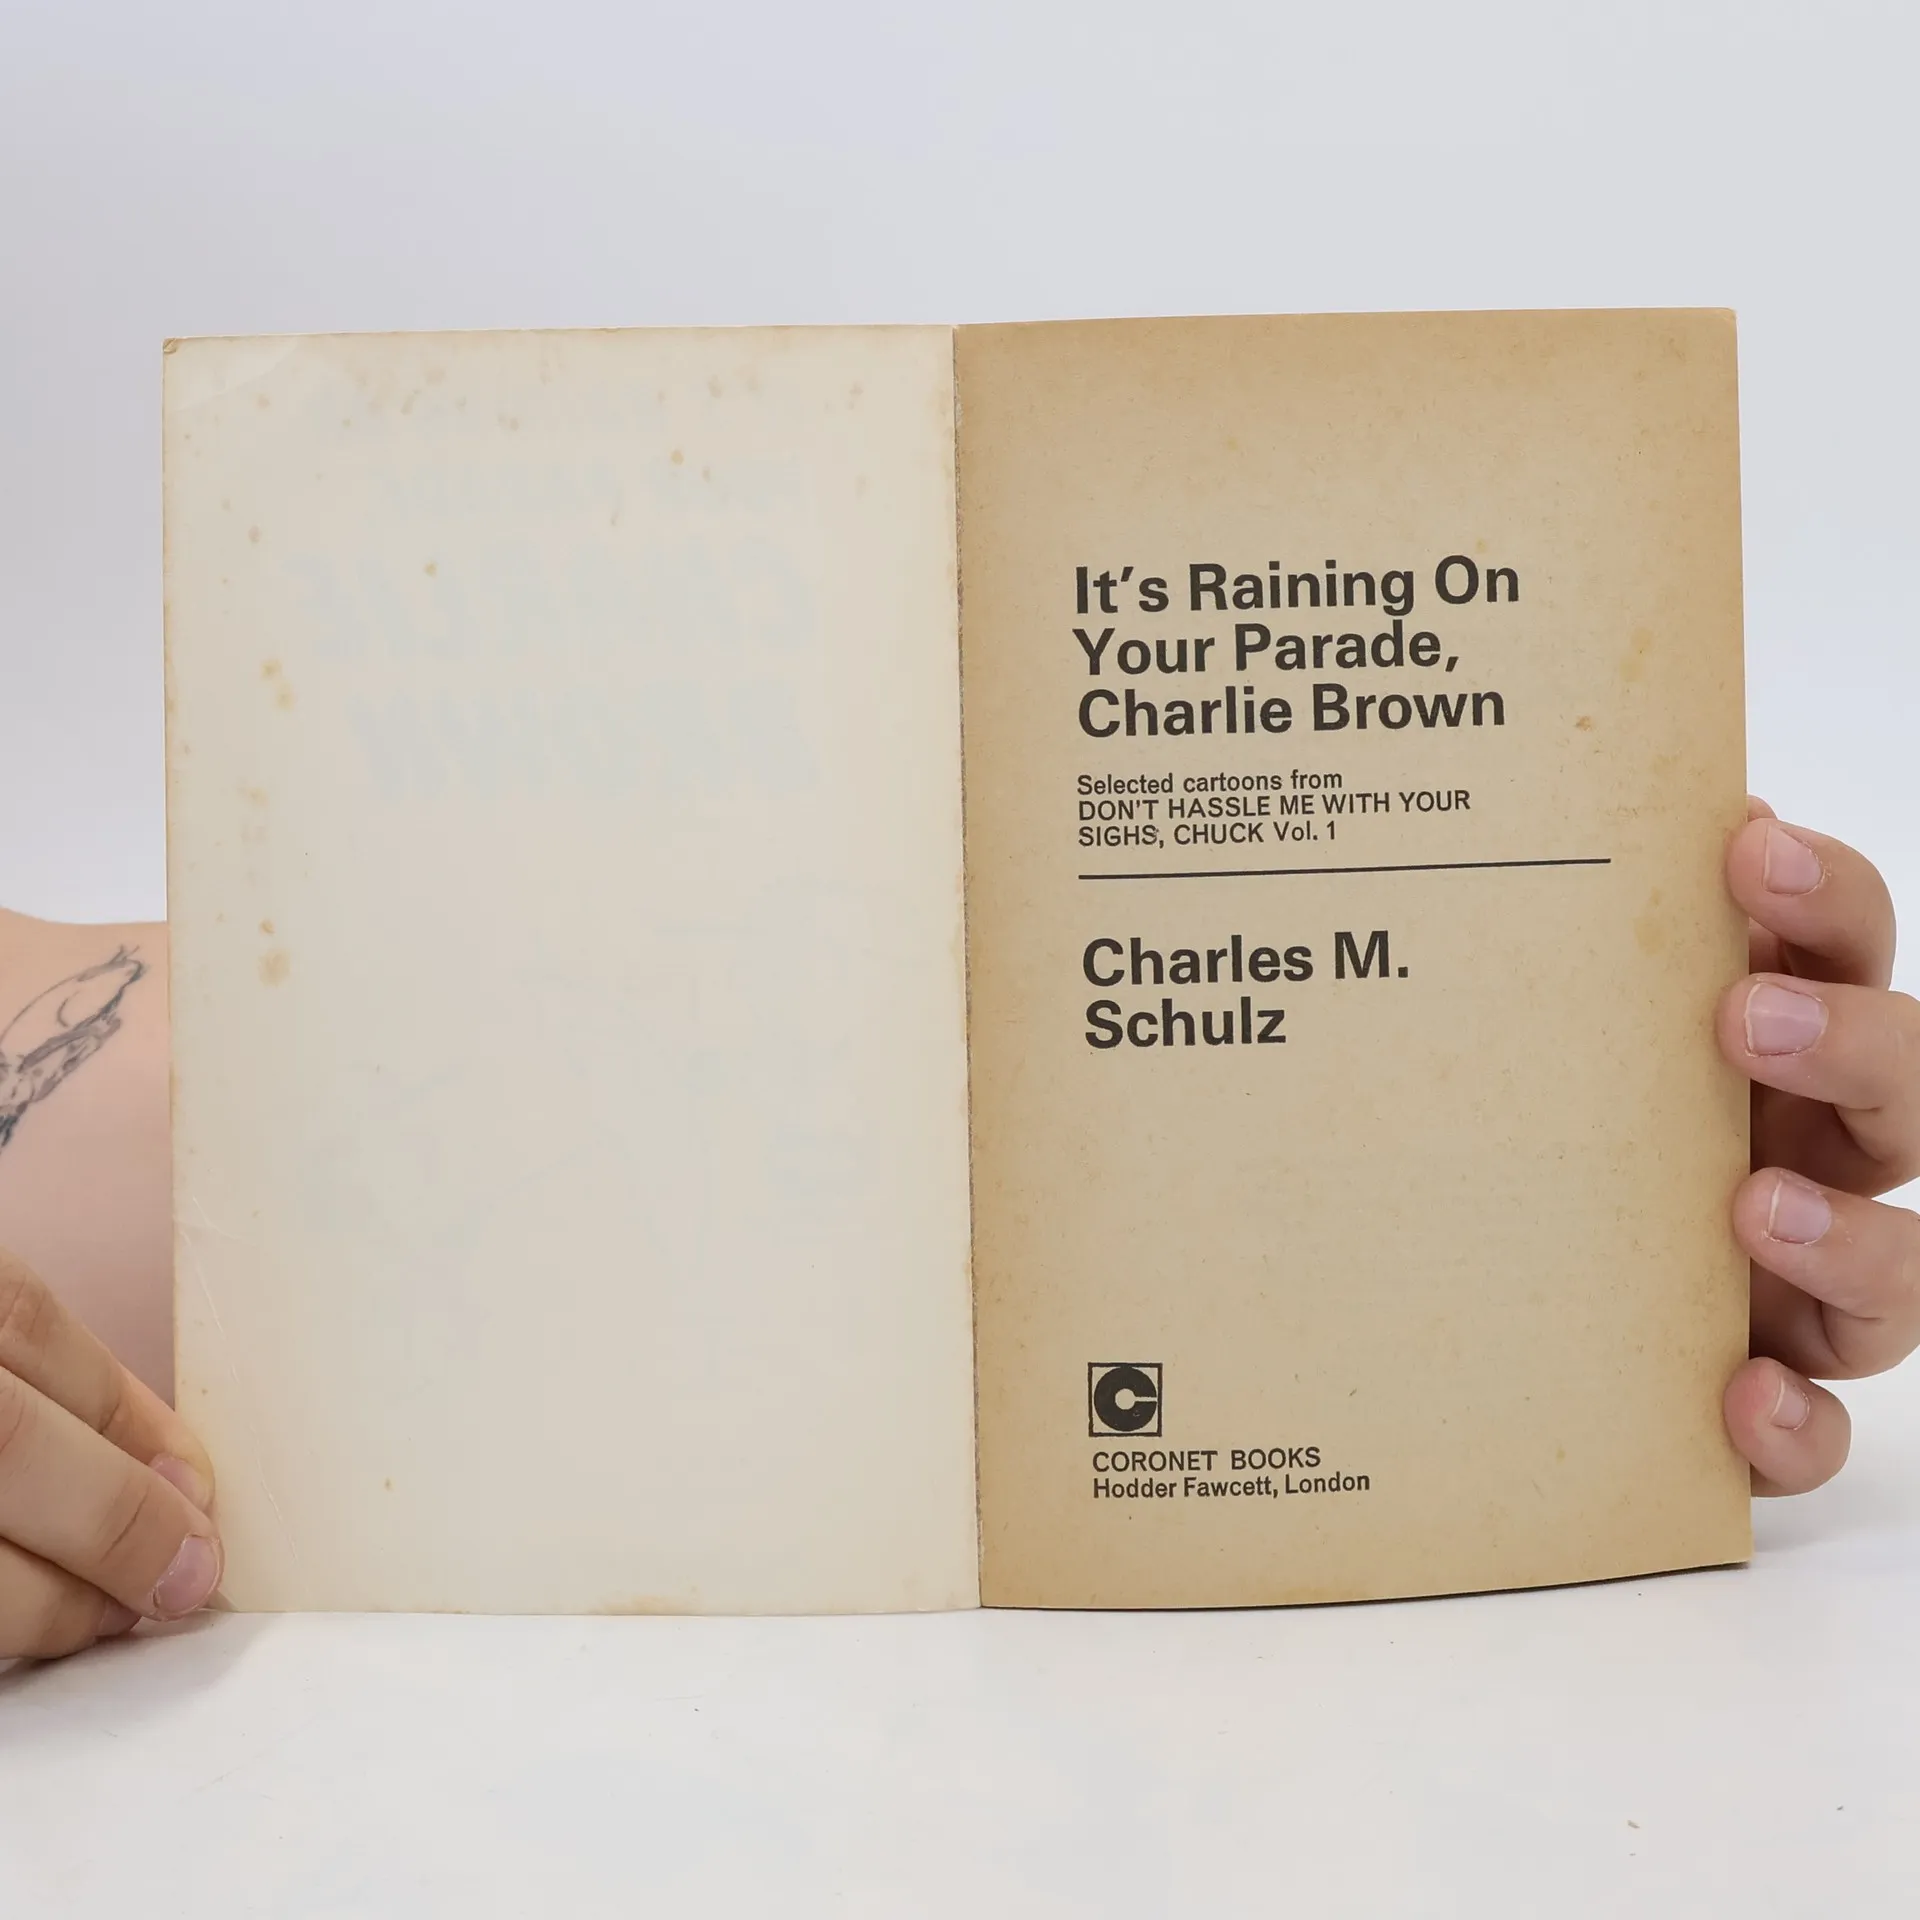 It's Raining On
Your Parade,
Charlie Brown
Selected cartoons from
DON'T HASSLE ME WITH YOUR
SIGHS, CHUCK Vol. 1
Charles M.
Schulz
C
CORONET BOOKS
Hodder Fawcett, London